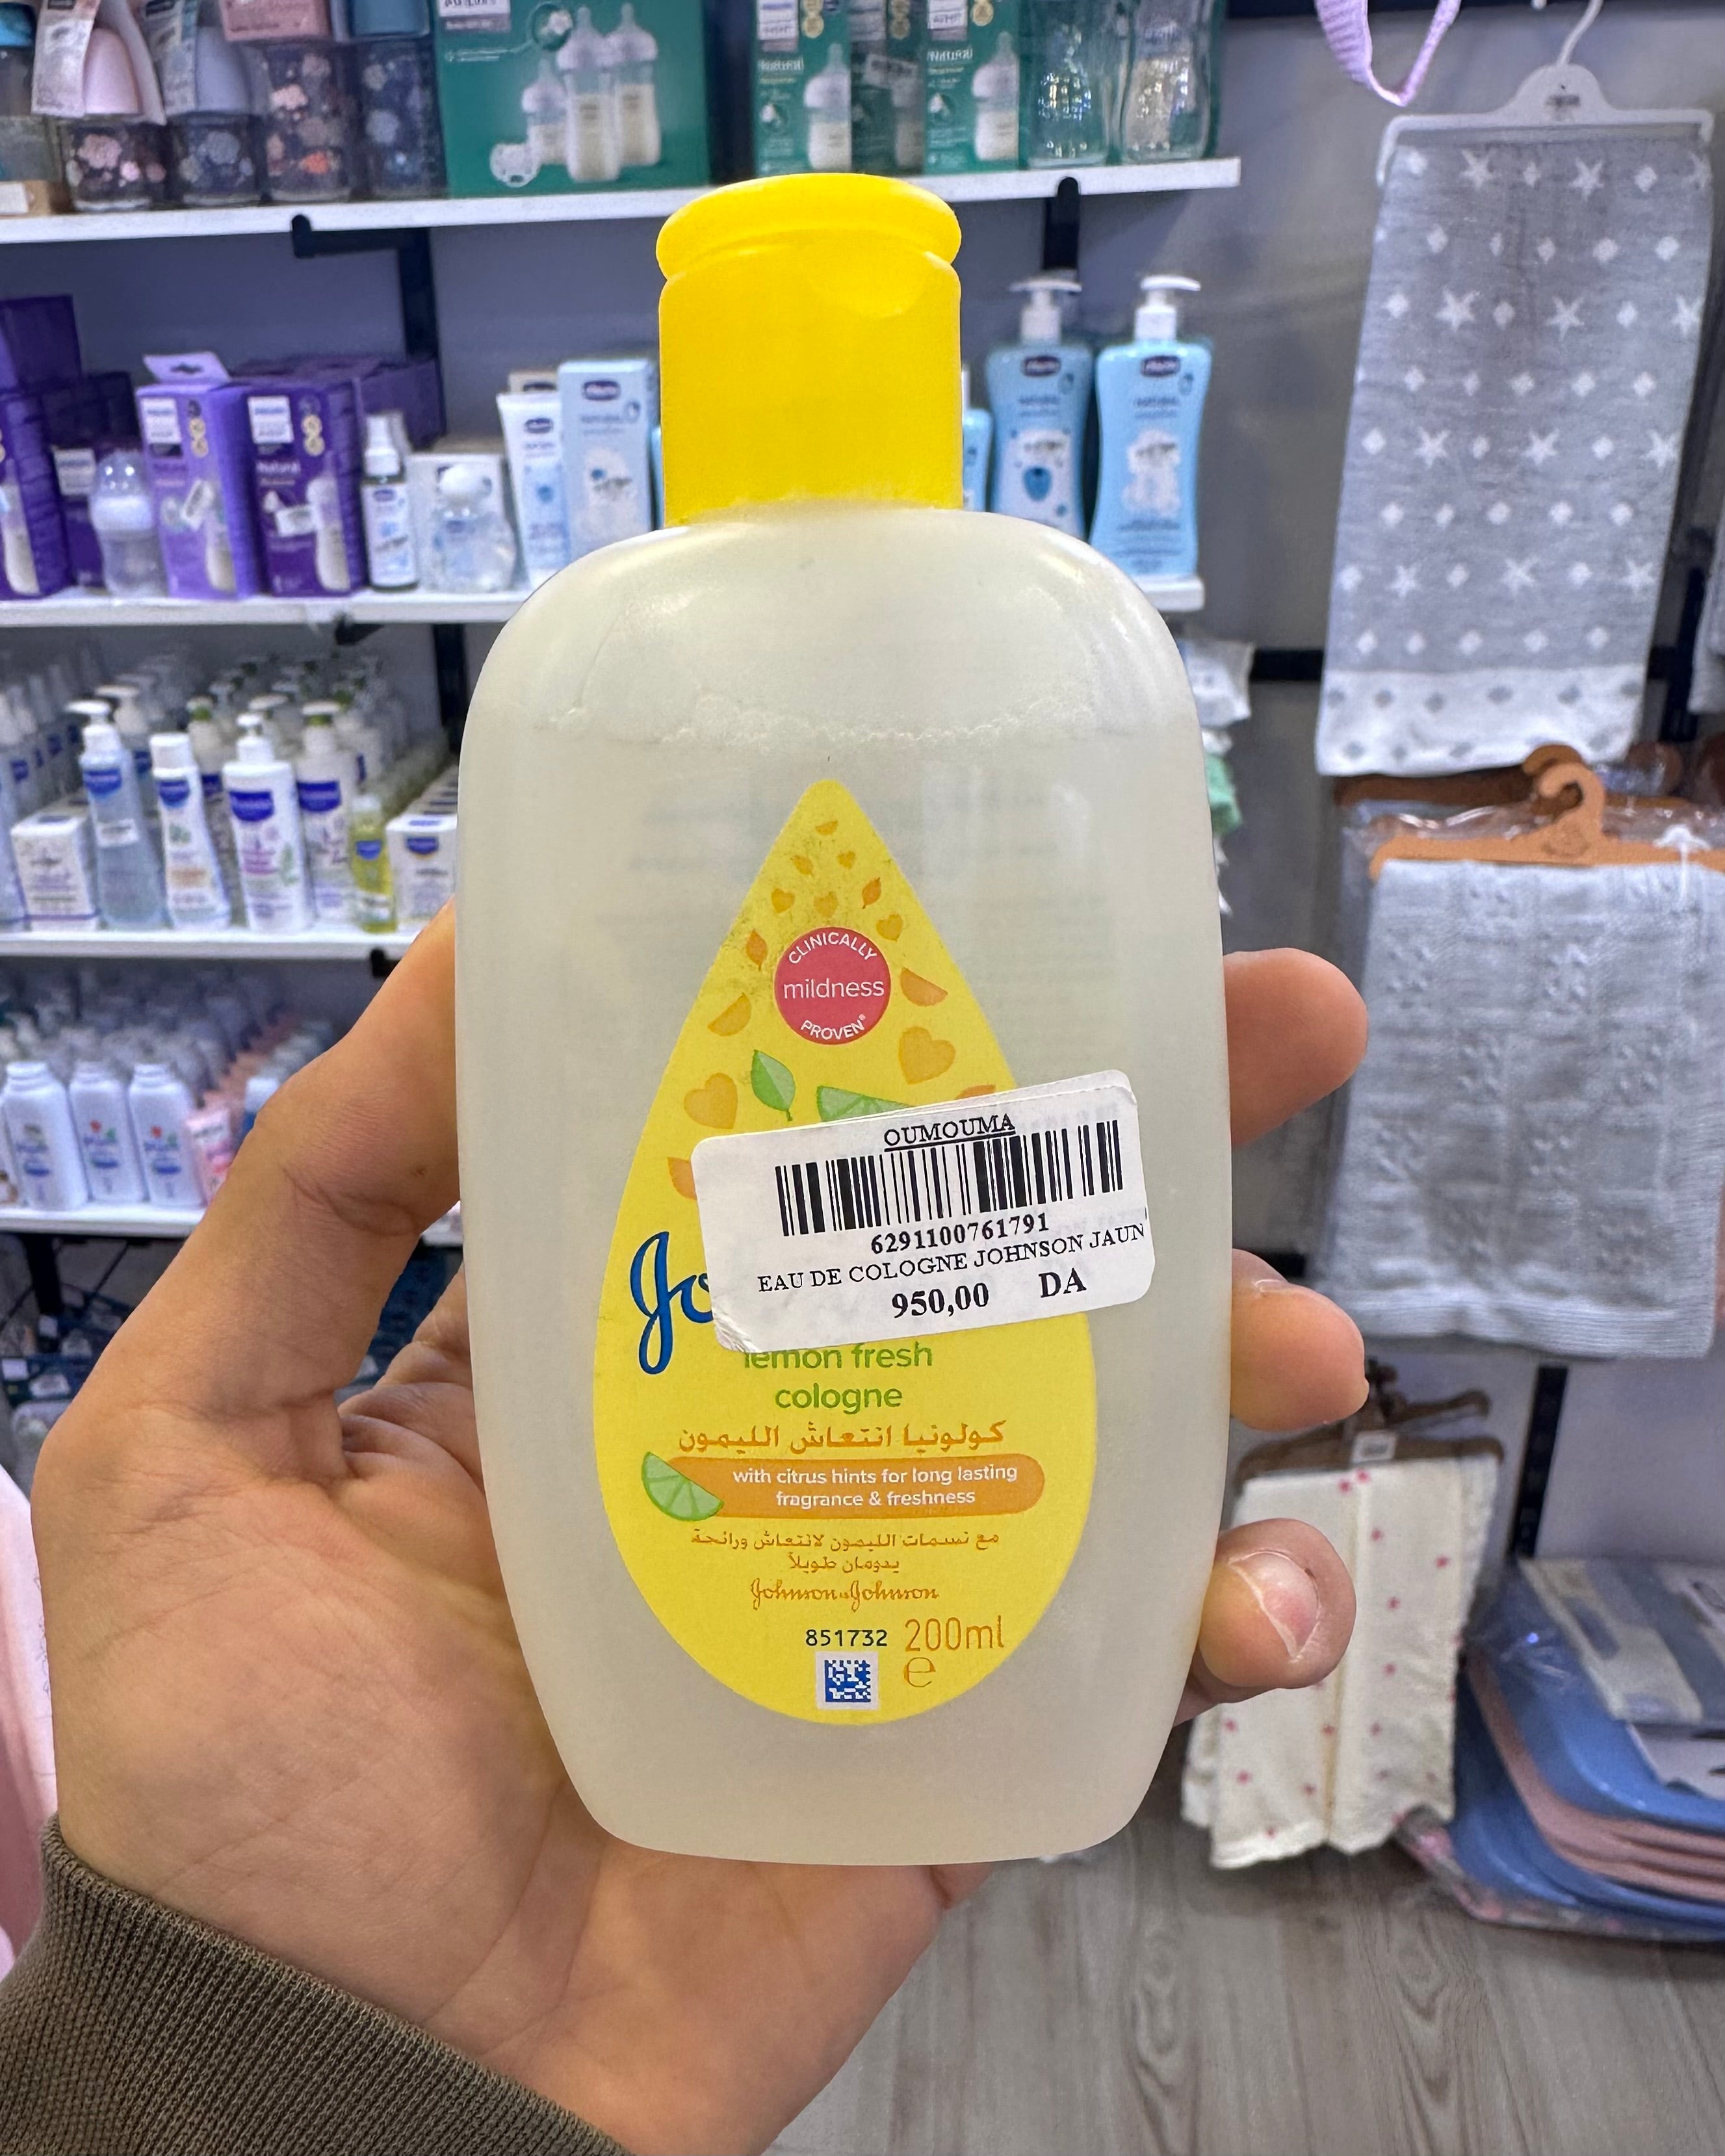 CLINICALLY
mildness
PROVEN®
OUMOUMA
6291100761791
EAU DE COLOGNE JOHNSON JAUN
950,00 DA
Jo
lemon fresh
cologne
كولونيا انتعاش الليمون
with citrus hints for long lasting
fragrance & freshness
مع نسمات الليمون لانتعاش ورائحة
يدومان طويلاً
Johnson & Johnson
851732 200ml
e
Natural